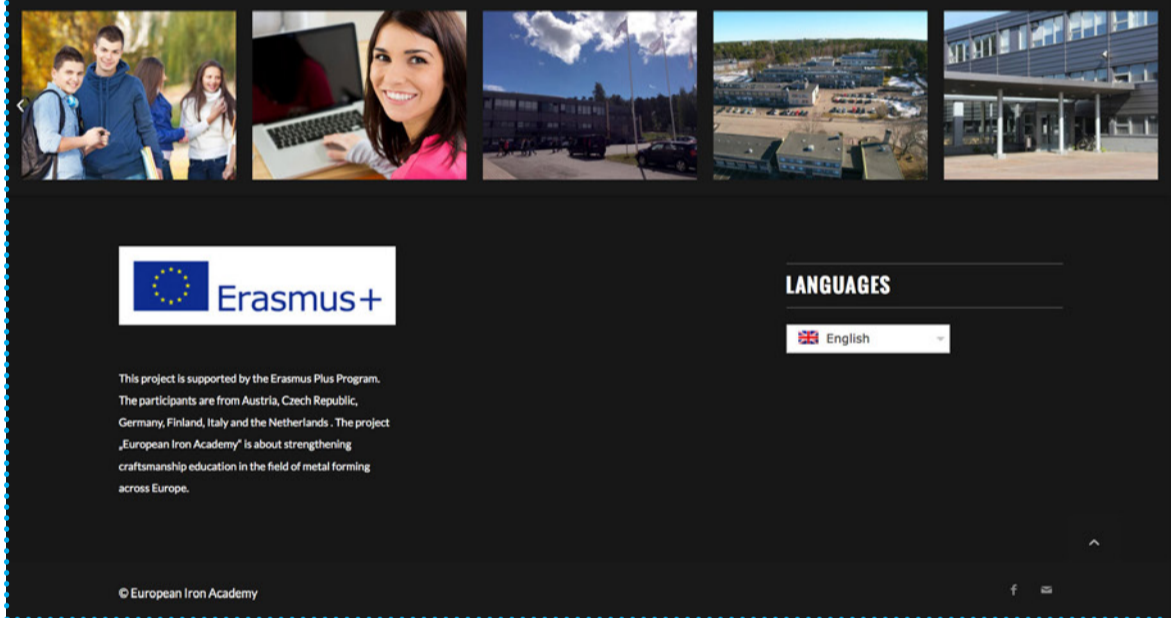 Erasmus+
LANGUAGES
English
This project is supported by the Erasmus Plus Program.
The participants are from Austria, Czech Republic,
Germany, Finland, Italy and the Netherlands . The project
„European Iron Academy“ is about strengthening
craftsmanship education in the field of metal forming
across Europe.
© European Iron Academy